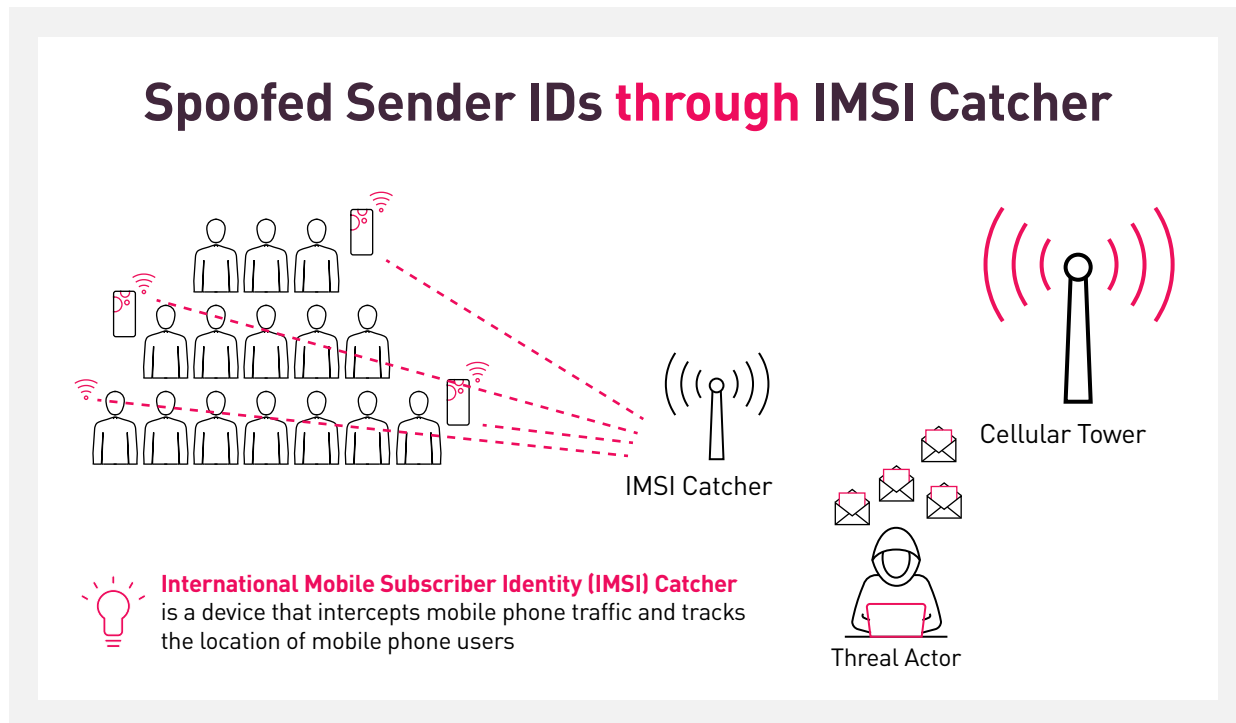 Spoofed Sender IDs through IMSI Catcher
Cellular Tower
IMSI Catcher
International Mobile Subscriber Identity (IMSI) Catcher
is a device that intercepts mobile phone traffic and tracks
the location of mobile phone users
Threal Actor